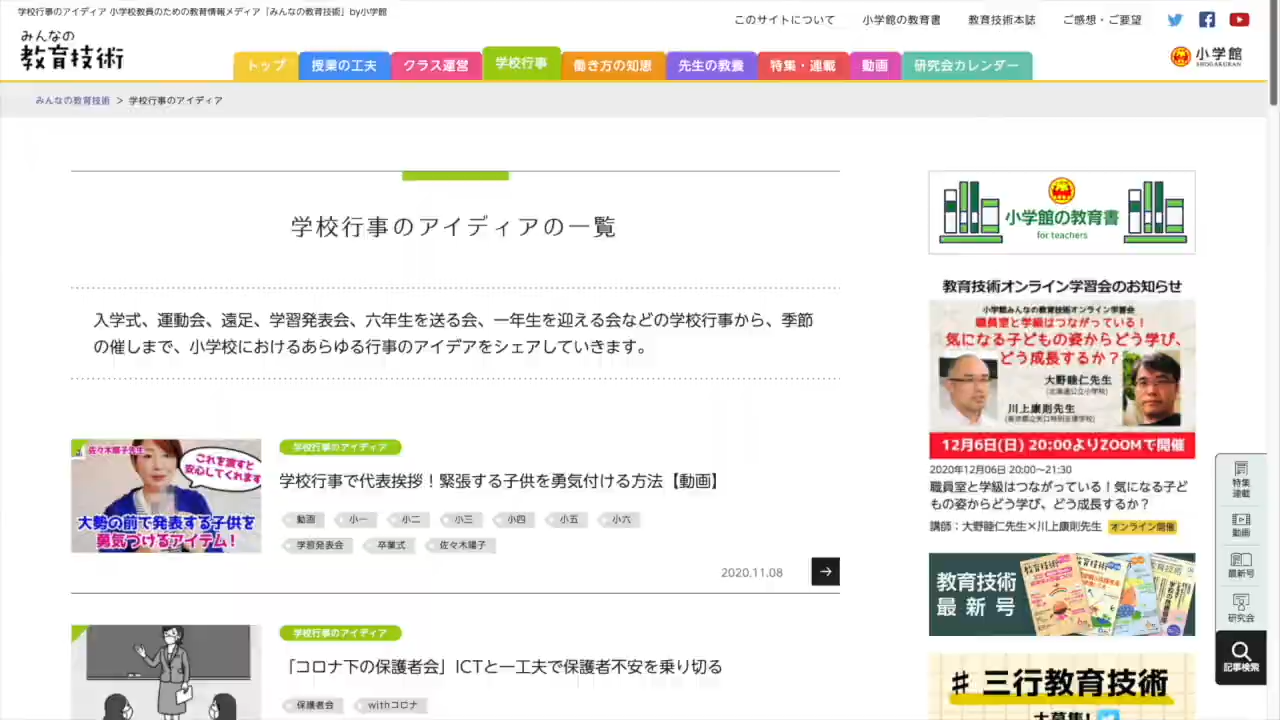 学校行事のアイディア 小学校教員のための教育情報メディア「みんなの教育技術」by小学館
このサイトについて
小学館の教育書
教育技術本誌
ご感想・ご要望
みんなの
教育技術
トップ
授業の工夫
クラス運営
学校行事
働き方の知恵
先生の教養
特集・連載
動画
研究会カレンダー
小学館
SHOGAKUKAN
みんなの教育技術 > 学校行事のアイディア
学校行事のアイディアの一覧
入学式、運動会、遠足、学習発表会、六年生を送る会、一年生を迎える会などの学校行事から、季節
の催しまで、小学校におけるあらゆる行事のアイデアをシェアしていきます。
佐々木陽子先生
これを渡すと
安心してくれます
大勢の前で発表する子供を
勇気づけるアイテム!
学校行事のアイディア
学校行事で代表挨拶！緊張する子供を勇気付ける方法【動画】
動画
小一
小二
小三
小四
小五
小六
学習発表会
卒業式
佐々木陽子
2020.11.08
学校行事のアイディア
「コロナ下の保護者会」ICTと一工夫で保護者不安を乗り切る
保護者会
withコロナ
小学館の教育書
for teachers
教育技術オンライン学習会のお知らせ
小学館みんなの教育技術オンライン学習会
職員室と学級はつながっている！
気になる子どもの姿からどう学び、
どう成長するか？
大野睦仁先生
(北海道公立小学校)
川上康則先生
(東京都立矢口特別支援学校)
12月6日(日) 20:00よりZOOMで開催
2020年12月06日 20:00~21:30
職員室と学級はつながっている！気になる子ど
もの姿からどう学び、どう成長するか？
講師：大野睦仁先生×川上康則先生 オンライン開催
教育技術
最新号
# 三行教育技術
大募集!
特集
連載
動画
最新号
研究会
記事検索